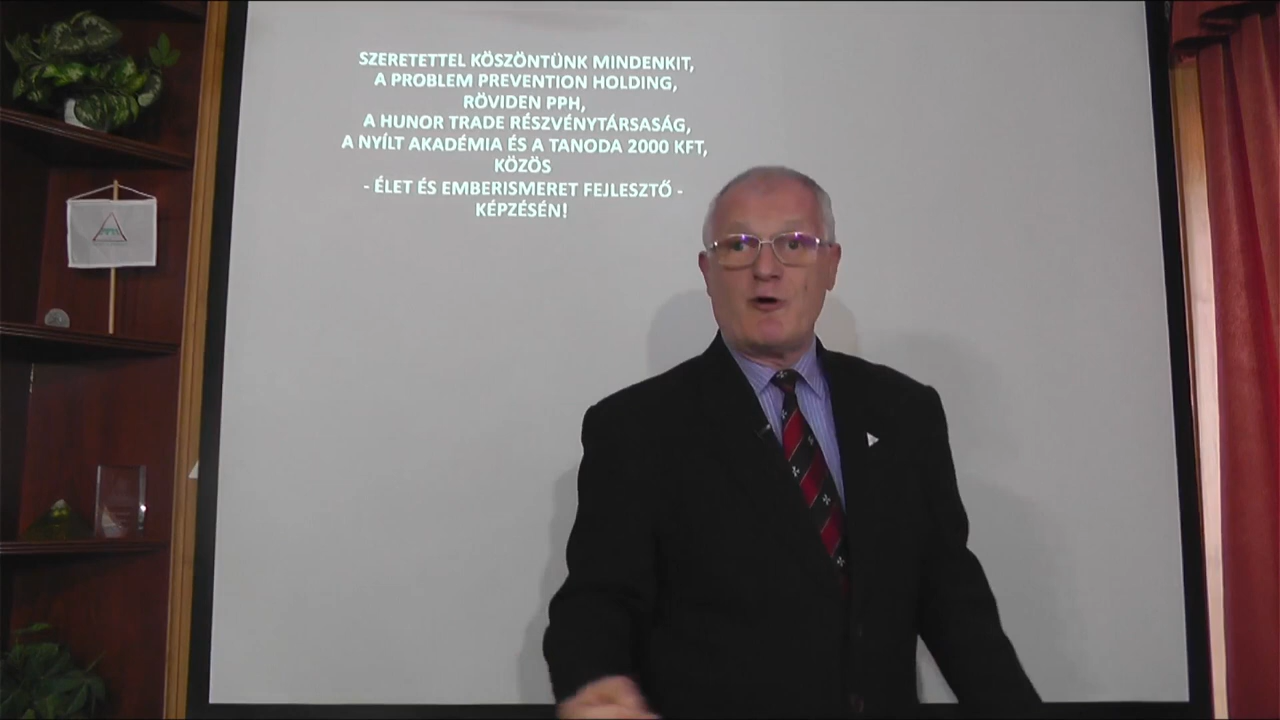 SZERETETTEL KÖSZÖNTÜNK MINDENKIT,
A PROBLEM PREVENTION HOLDING,
RÖVIDEN PPH,
A HUNOR TRADE RÉSZVÉNYTÁRSASÁG,
A NYÍLT AKADÉMIA ÉS A TANODA 2000 KFT,
KÖZÖS
- ÉLET ÉS EMBERISMERET FEJLESZTŐ -
KÉPZÉSÉN!